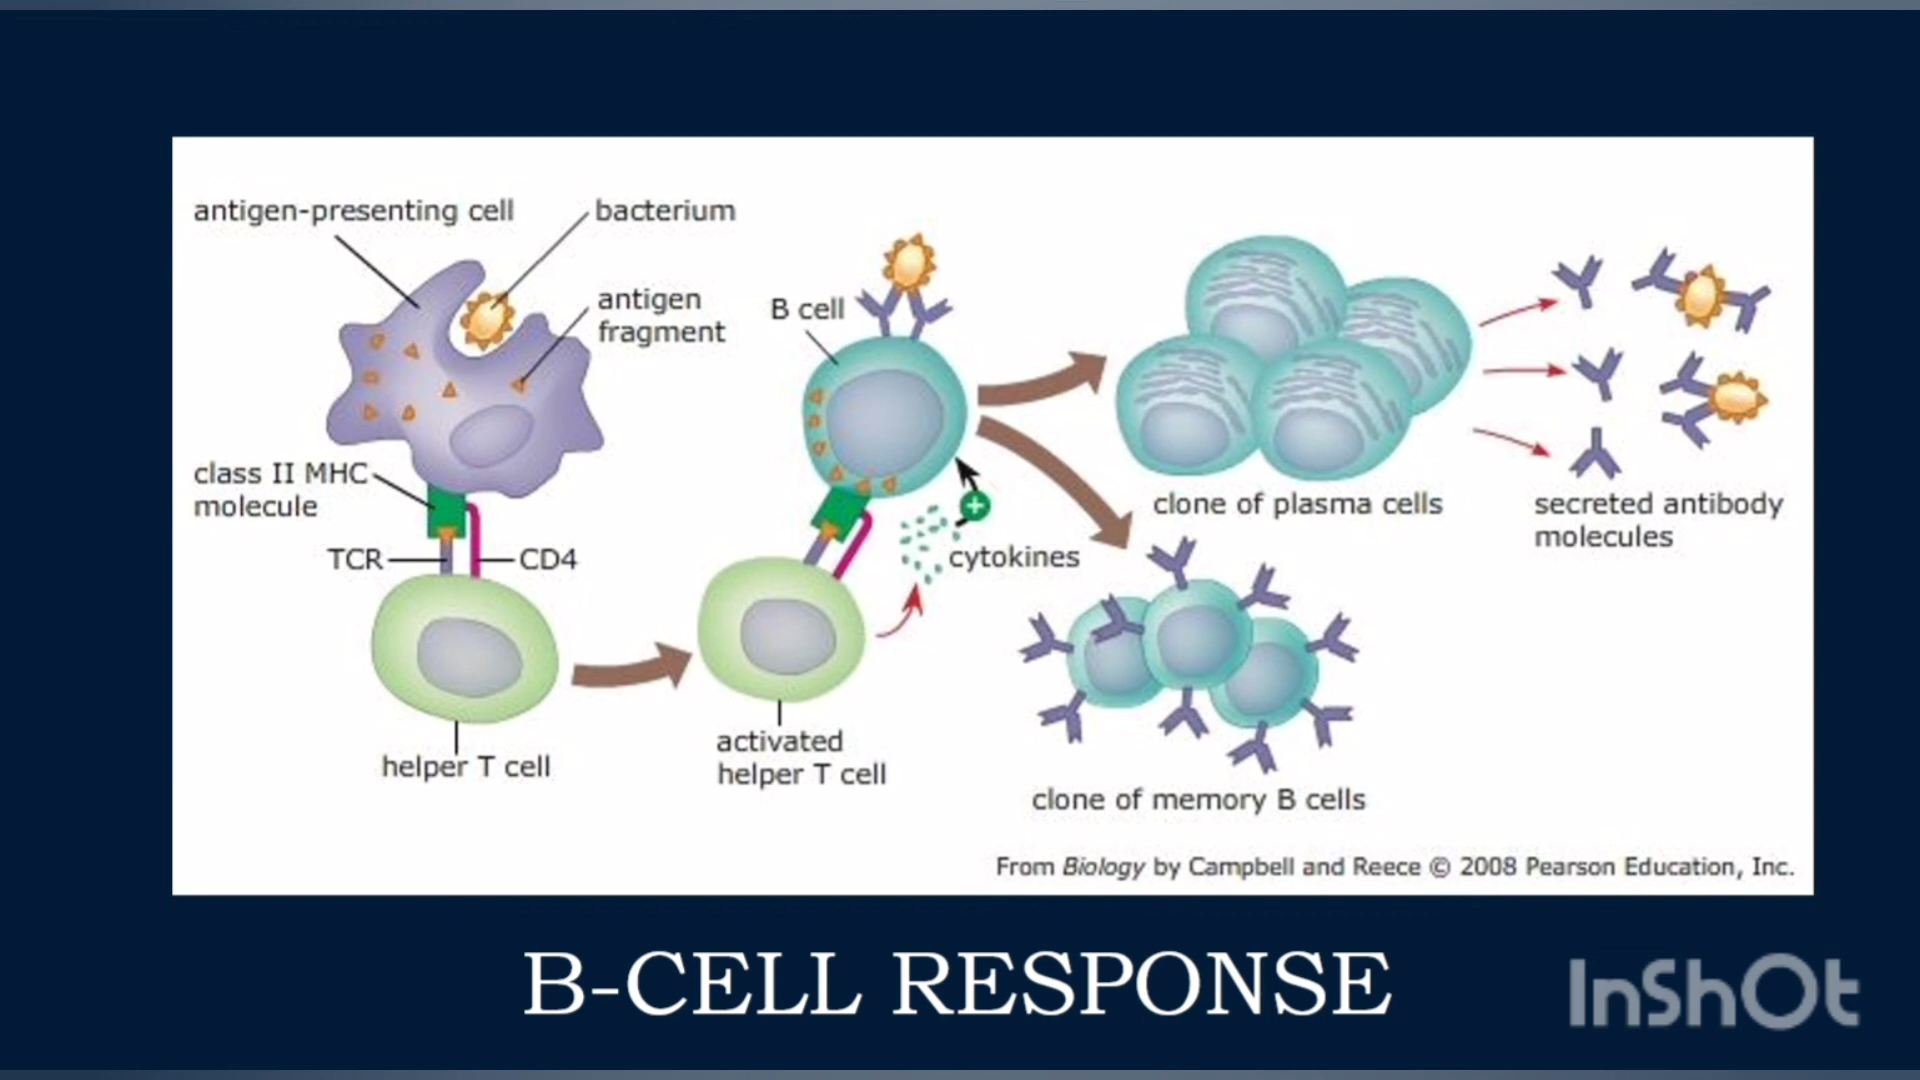 antigen-presenting cell
bacterium
antigen
fragment
B cell
class II MHC
molecule
TCR
CD4
cytokines
clone of plasma cells
secreted antibody
molecules
helper T cell
activated
helper T cell
clone of memory B cells
From Biology by Campbell and Reece © 2008 Pearson Education, Inc.
B-CELL RESPONSE
InShOt